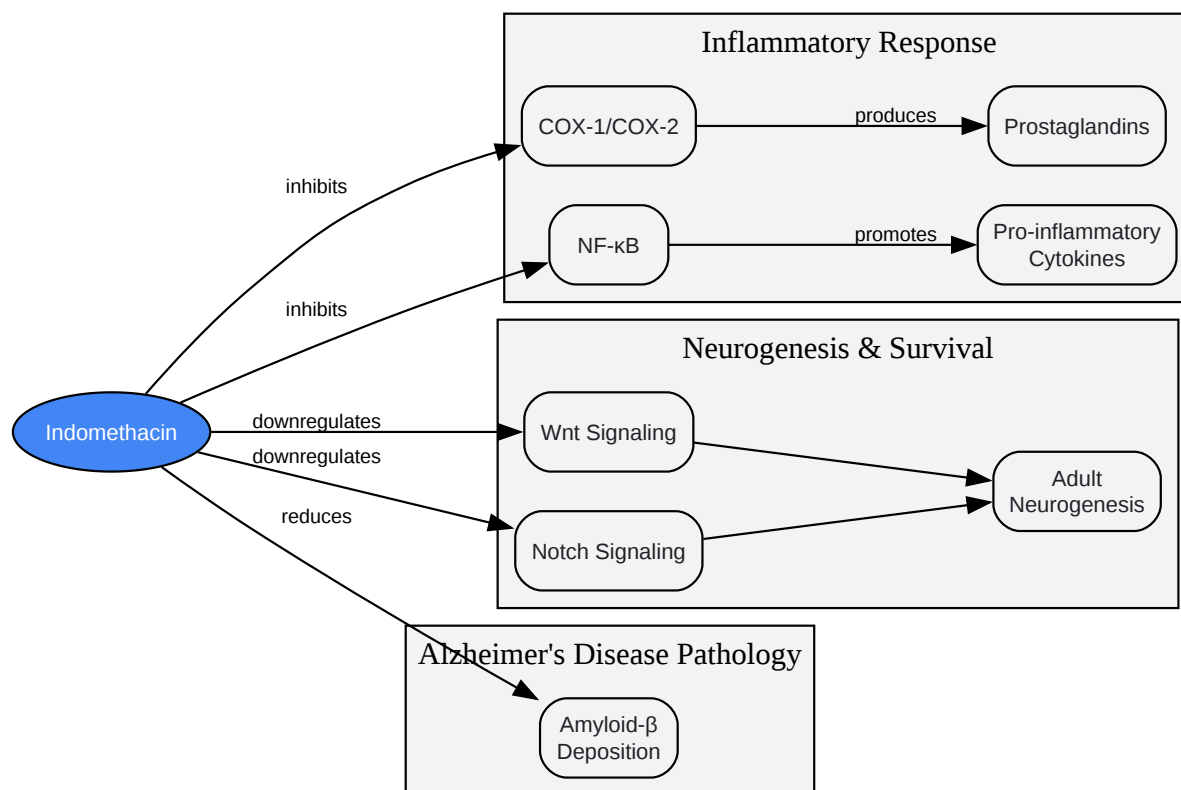 Inflammatory Response
COX-1/COX-2
produces
Prostaglandins
inhibits
NF-κB
promotes
Pro-inflammatory
Cytokines
inhibits
Neurogenesis & Survival
Indomethacin
downregulates
Wnt Signaling
downregulates
Adult
Neurogenesis
reduces
Notch Signaling
Alzheimer's Disease Pathology
Amyloid-β
Deposition